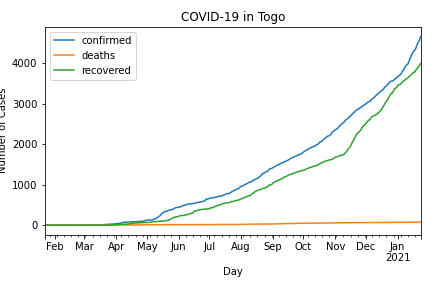 COVID-19 in Togo
confirmed
deaths
recovered
4000
3000
2000
1000
0
Number of Cases
Feb Mar Apr May Jun Jul Aug Sep Oct Nov Dec Jan
2021
Day